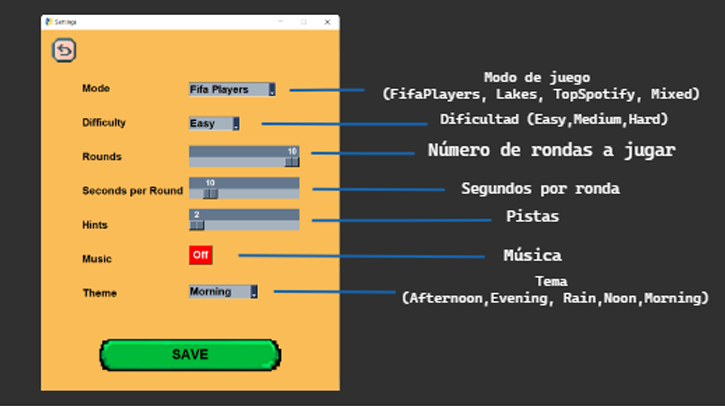 Settings
Mode
Fifa Players
Modo de juego
(FifaPlayers, Lakes, TopSpotify, Mixed)
Difficulty
Easy
Dificultad (Easy,Medium,Hard)
Rounds
10
Número de rondas a jugar
Seconds per Round
10
Segundos por ronda
Hints
2
Pistas
Music
Off
Música
Theme
Morning
Tema
(Afternoon,Evening, Rain,Noon,Morning)
SAVE